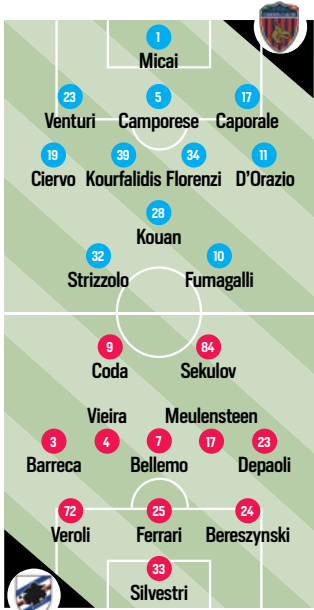 1
Micai
23 5 17
Venturi Camporese Caporale
19 39 34 11
Ciervo Kourfalidis Florenzi D'Orazio
28
Kouan
32 10
Strizzolo Fumagalli
9 84
Coda Sekulov
Vieira Meulensteen
3 4 7 17 23
Barreca Bellemo Depaoli
72 25 24
Veroli Ferrari Bereszynski
33
Silvestri